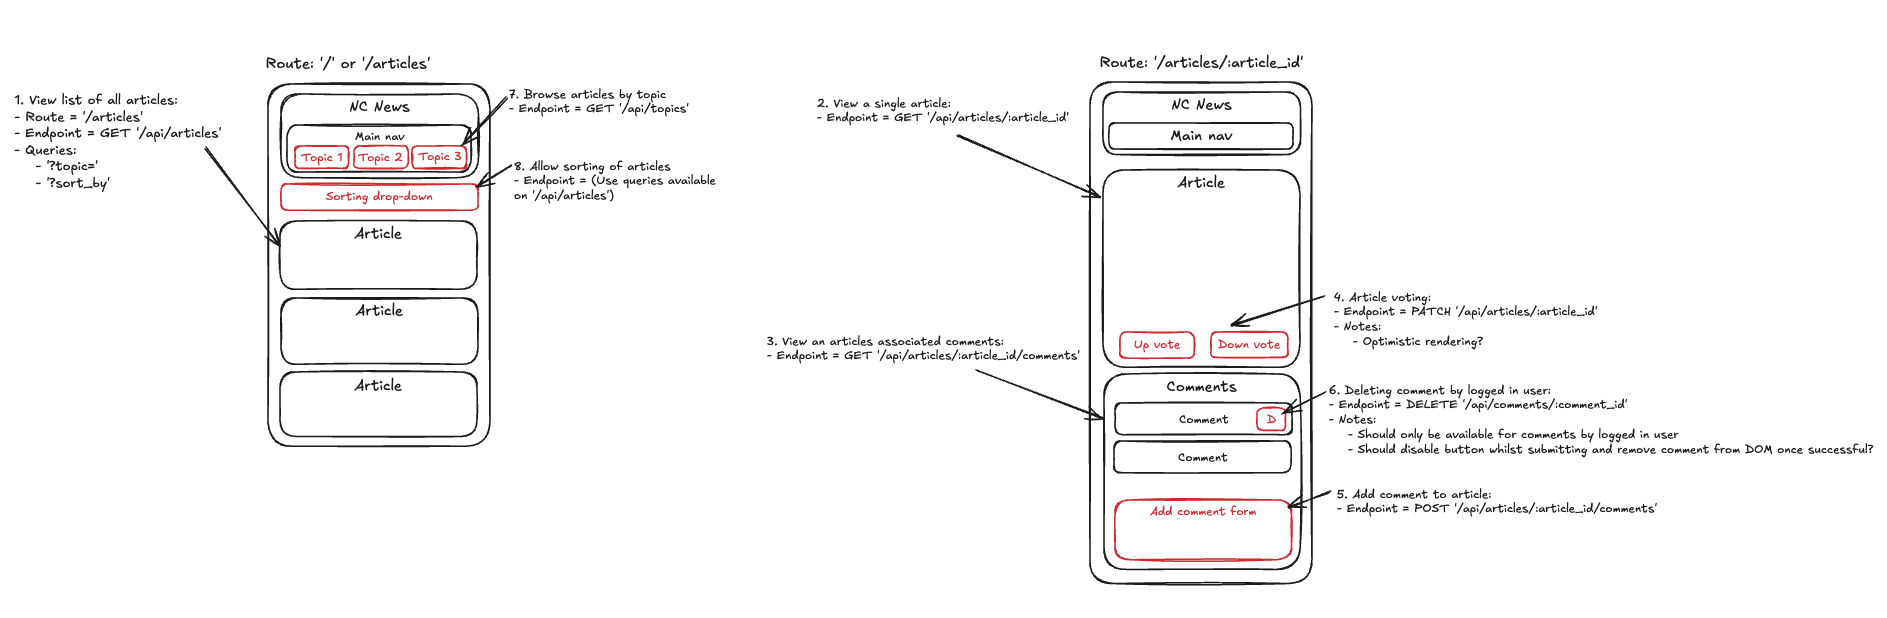 Route: '/' or '/articles'
1. View list of all articles:
- Route = '/articles'
- Endpoint = GET '/api/articles'
- Queries:
- '?topic='
- '?sort_by'
NC News
Main nav
Topic 1
Topic 2
Topic 3
Sorting drop-down
Article
Article
Article
7. Browse articles by topic
- Endpoint = GET '/api/topics'
8. Allow sorting of articles
- Endpoint = (Use queries available
on '/api/articles')
Route: '/articles/:article_id'
2. View a single article:
- Endpoint = GET '/api/articles/:article_id'
3. View an articles associated comments:
- Endpoint = GET '/api/articles/:article_id/comments'
NC News
Main nav
Article
Up vote
Down vote
Comments
Comment
D
Comment
Add comment form
4. Article voting:
- Endpoint = PATCH '/api/articles/:article_id'
- Notes:
- Optimistic rendering?
6. Deleting comment by logged in user:
- Endpoint = DELETE '/api/comments/:comment_id'
- Notes:
- Should only be available for comments by logged in user
- Should disable button whilst submitting and remove comment from DOM once successful?
5. Add comment to article:
- Endpoint = POST '/api/articles/:article_id/comments'